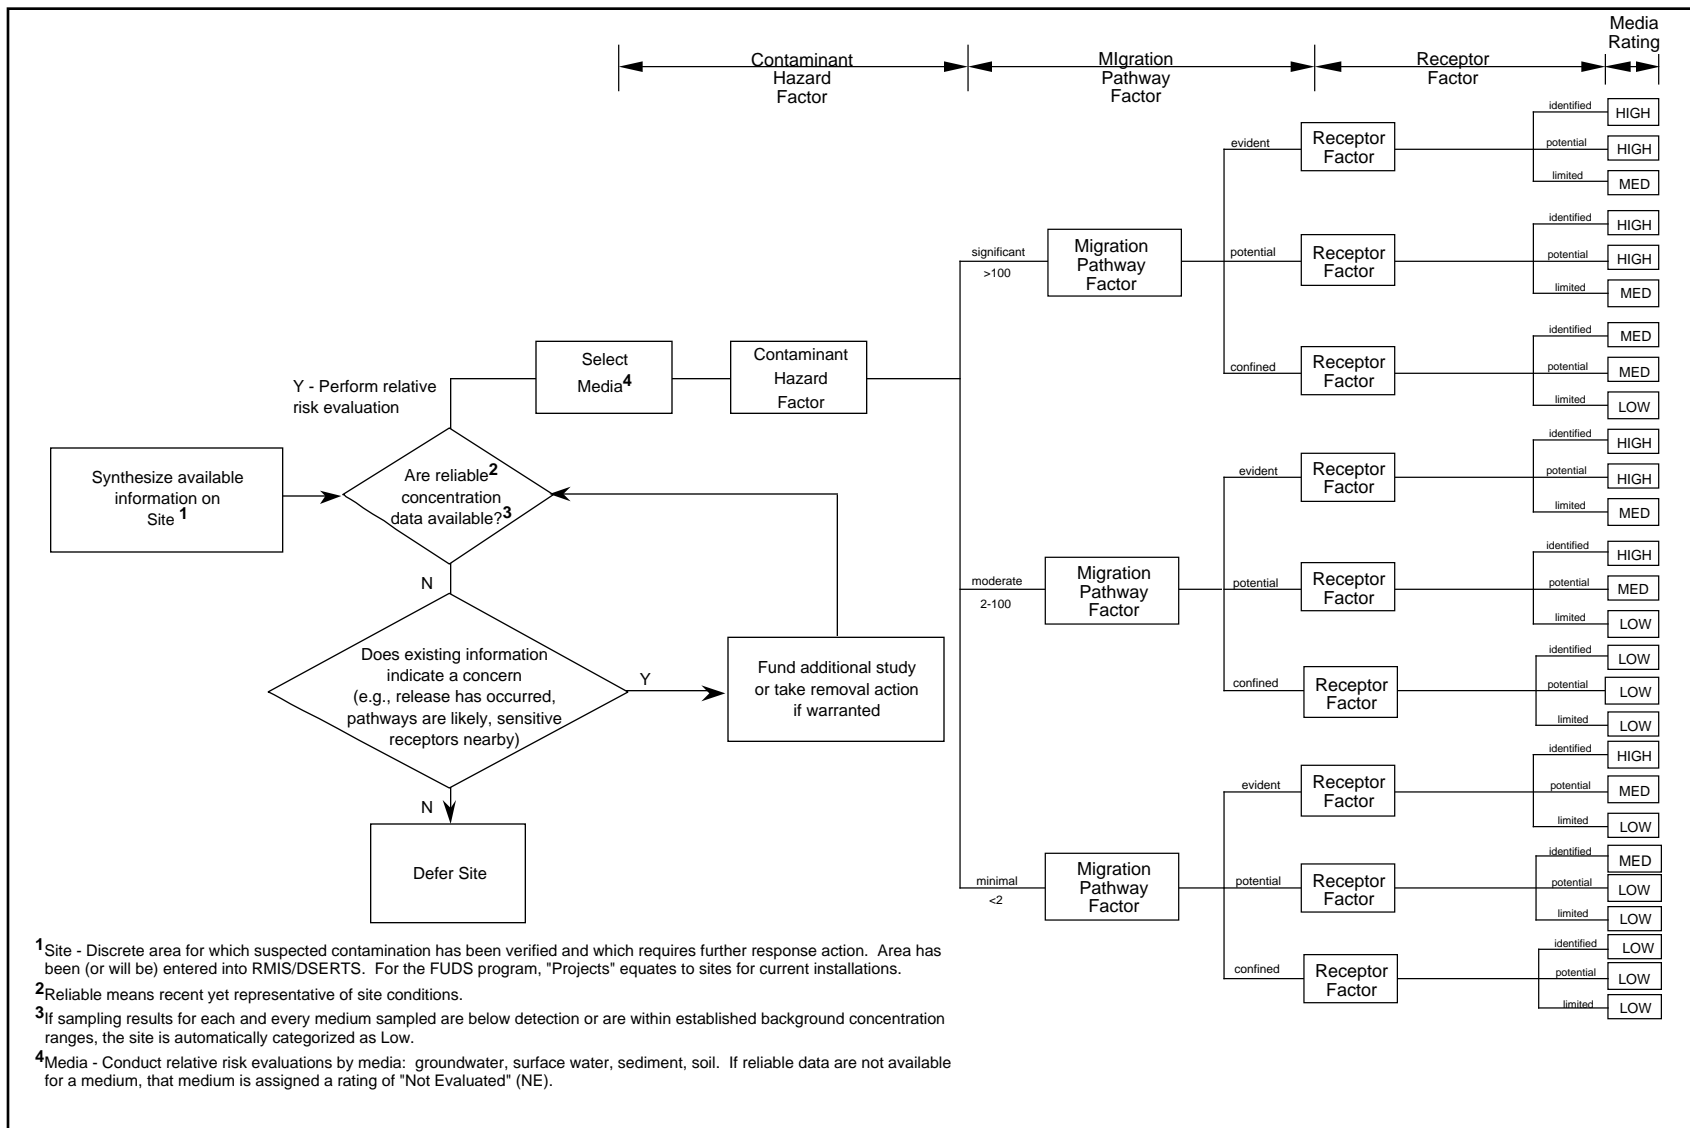 Contaminant
Hazard
Factor
MIgration
Pathway
Factor
Receptor
Factor
Media
Rating
Synthesize available
information on
Site 1
Are reliable2
concentration
data available?3
Y - Perform relative
risk evaluation
N
Does existing information
indicate a concern
(e.g., release has occurred,
pathways are likely, sensitive
receptors nearby)
Y
Fund additional study
or take removal action
if warranted
N
Defer Site
Select
Media4
Contaminant
Hazard
Factor
significant
>100
Migration
Pathway
Factor
evident
Receptor
Factor
identified
HIGH
potential
HIGH
limited
MED
potential
Receptor
Factor
identified
HIGH
potential
HIGH
limited
MED
confined
Receptor
Factor
identified
MED
potential
MED
limited
LOW
moderate
2-100
Migration
Pathway
Factor
evident
Receptor
Factor
identified
HIGH
potential
HIGH
limited
MED
potential
Receptor
Factor
identified
HIGH
potential
MED
limited
LOW
confined
Receptor
Factor
identified
LOW
potential
LOW
limited
LOW
minimal
<2
Migration
Pathway
Factor
evident
Receptor
Factor
identified
HIGH
potential
MED
limited
LOW
potential
Receptor
Factor
identified
MED
potential
LOW
limited
LOW
confined
Receptor
Factor
identified
LOW
potential
LOW
limited
LOW
1 Site - Discrete area for which suspected contamination has been verified and which requires further response action. Area has
been (or will be) entered into RMIS/DSERTS. For the FUDS program, "Projects" equates to sites for current installations.
2 Reliable means recent yet representative of site conditions.
3 If sampling results for each and every medium sampled are below detection or are within established background concentration
ranges, the site is automatically categorized as Low.
4 Media - Conduct relative risk evaluations by media: groundwater, surface water, sediment, soil. If reliable data are not available
for a medium, that medium is assigned a rating of "Not Evaluated" (NE).